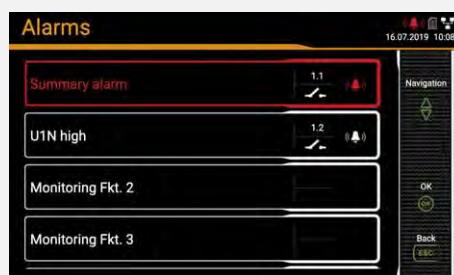 Alarms
16.07.2019 10:08
Summary alarm
1.1
Navigation
U1N high
1.2
Monitoring Fkt. 2
OK
OK
Monitoring Fkt. 3
Back
ESC